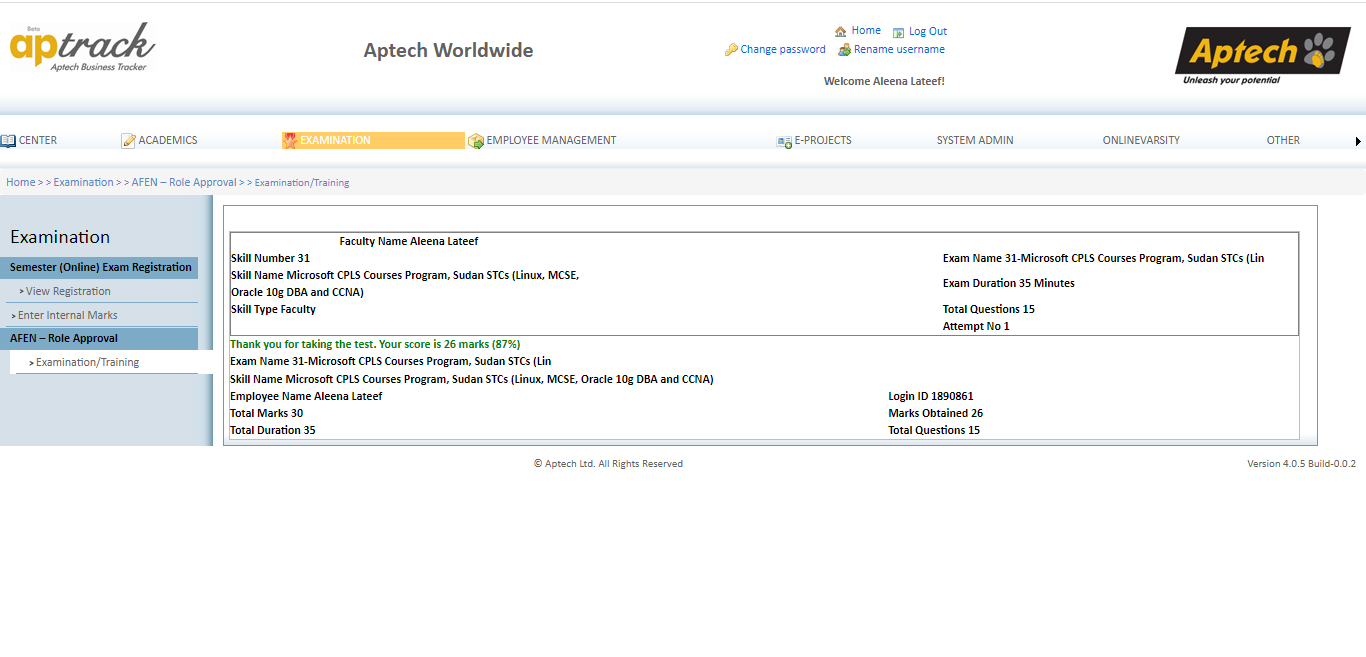 Beta
aptrack
Aptech Business Tracker
Aptech Worldwide
Home Log Out
Change password Rename username
Welcome Aleena Lateef!
Aptech
Unleash your potential
CENTER ACADEMICS EXAMINATION EMPLOYEE MANAGEMENT E-PROJECTS SYSTEM ADMIN ONLINEVARSITY OTHER
Home > > Examination > > AFEN – Role Approval > > Examination/Training
Examination
Semester (Online) Exam Registration
> View Registration
> Enter Internal Marks
AFEN – Role Approval
> Examination/Training
Faculty Name Aleena Lateef
Skill Number 31
Exam Name 31-Microsoft CPLS Courses Program, Sudan STCs (Lin
Skill Name Microsoft CPLS Courses Program, Sudan STCs (Linux, MCSE,
Oracle 10g DBA and CCNA)
Exam Duration 35 Minutes
Skill Type Faculty
Total Questions 15
Attempt No 1
Thank you for taking the test. Your score is 26 marks (87%)
Exam Name 31-Microsoft CPLS Courses Program, Sudan STCs (Lin
Skill Name Microsoft CPLS Courses Program, Sudan STCs (Linux, MCSE, Oracle 10g DBA and CCNA)
Employee Name Aleena Lateef
Login ID 1890861
Total Marks 30
Marks Obtained 26
Total Duration 35
Total Questions 15
© Aptech Ltd. All Rights Reserved
Version 4.0.5 Build-0.0.2